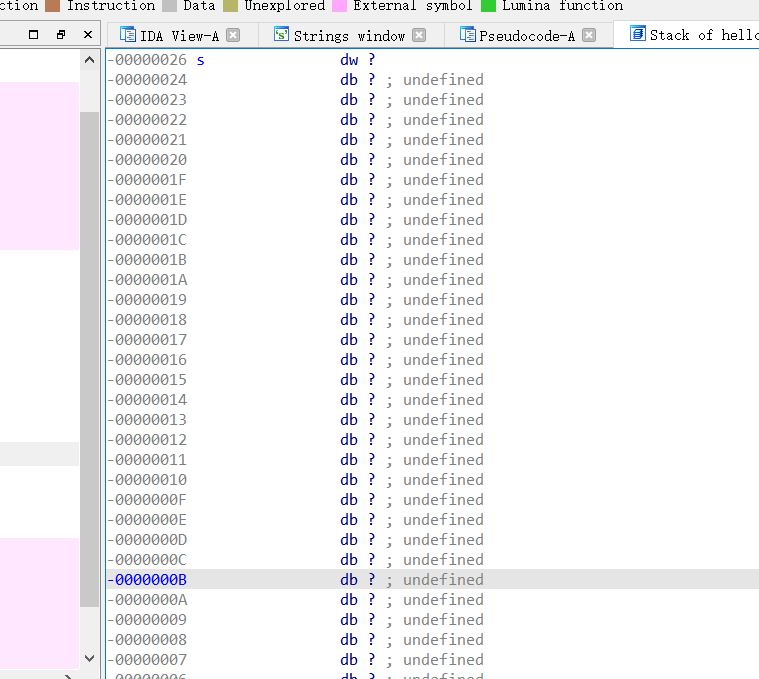 ction Instruction Data Unexplored External symbol Lumina function
IDA View-A Strings window Pseudocode-A Stack of hello
-00000026 s dw ?
-00000024 db ? ; undefined
-00000023 db ? ; undefined
-00000022 db ? ; undefined
-00000021 db ? ; undefined
-00000020 db ? ; undefined
-0000001F db ? ; undefined
-0000001E db ? ; undefined
-0000001D db ? ; undefined
-0000001C db ? ; undefined
-0000001B db ? ; undefined
-0000001A db ? ; undefined
-00000019 db ? ; undefined
-00000018 db ? ; undefined
-00000017 db ? ; undefined
-00000016 db ? ; undefined
-00000015 db ? ; undefined
-00000014 db ? ; undefined
-00000013 db ? ; undefined
-00000012 db ? ; undefined
-00000011 db ? ; undefined
-00000010 db ? ; undefined
-0000000F db ? ; undefined
-0000000E db ? ; undefined
-0000000D db ? ; undefined
-0000000C db ? ; undefined
-0000000B db ? ; undefined
-0000000A db ? ; undefined
-00000009 db ? ; undefined
-00000008 db ? ; undefined
-00000007 db ? ; undefined
-00000006 db ? ; undefined